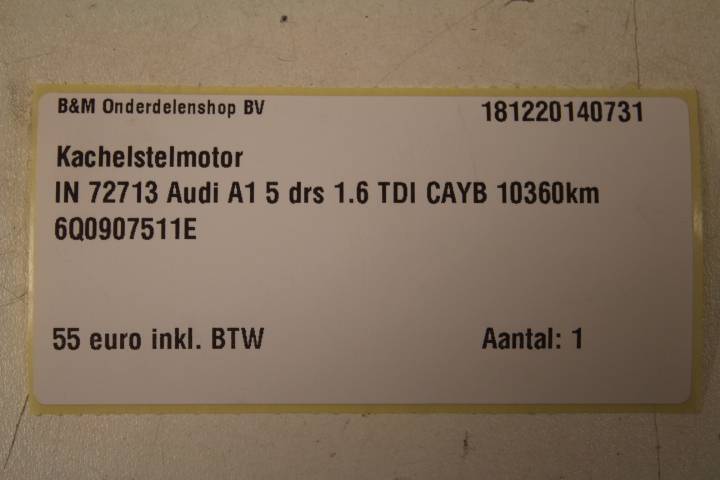 B&M Onderdelenshop BV 181220140731
Kachelstelmotor
IN 72713 Audi A1 5 drs 1.6 TDI CAYB 10360km
6Q0907511E
55 euro inkl. BTW Aantal: 1